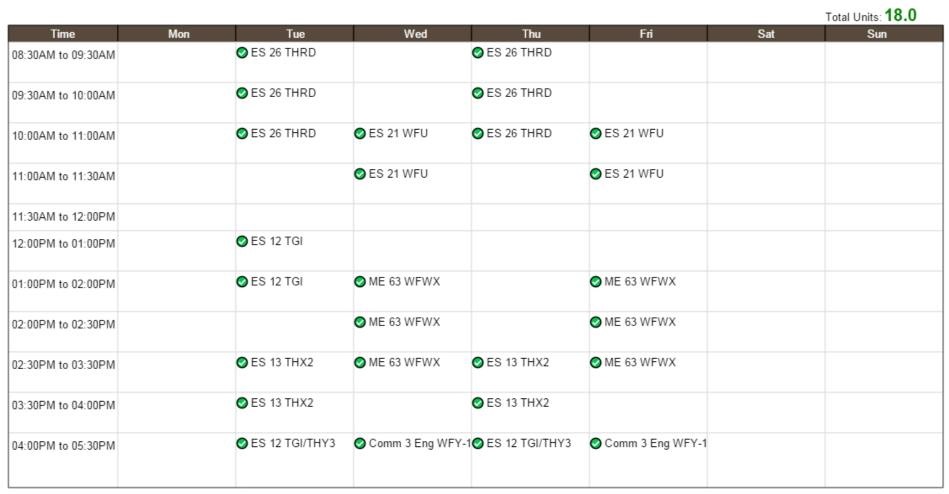 Total Units: 18.0
Time Mon Tue Wed Thu Fri Sat Sun
08:30AM to 09:30AM ES 26 THRD ES 26 THRD
09:30AM to 10:00AM ES 26 THRD ES 26 THRD
10:00AM to 11:00AM ES 26 THRD ES 21 WFU ES 26 THRD ES 21 WFU
11:00AM to 11:30AM ES 21 WFU ES 21 WFU
11:30AM to 12:00PM
12:00PM to 01:00PM ES 12 TGI
01:00PM to 02:00PM ES 12 TGI ME 63 WFWX ME 63 WFWX
02:00PM to 02:30PM ME 63 WFWX ME 63 WFWX
02:30PM to 03:30PM ES 13 THX2 ME 63 WFWX ES 13 THX2 ME 63 WFWX
03:30PM to 04:00PM ES 13 THX2 ES 13 THX2
04:00PM to 05:30PM ES 12 TGI/THY3 Comm 3 Eng WFY-1 ES 12 TGI/THY3 Comm 3 Eng WFY-1